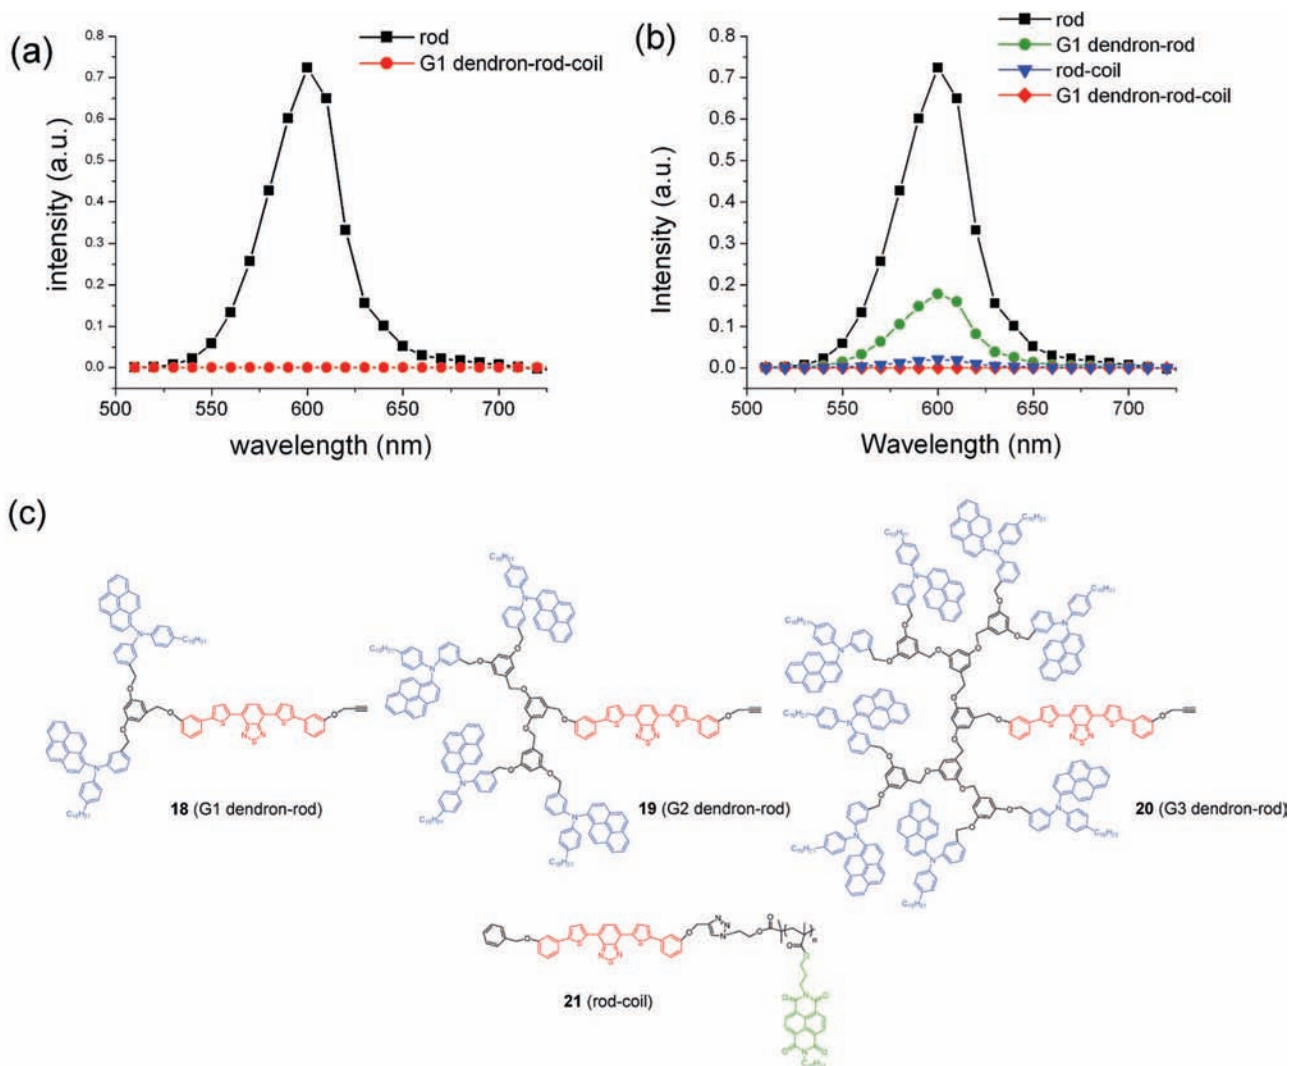 (a)
rod
G1 dendron-rod-coil
0.8
0.7
0.6
0.5
0.4
0.3
0.2
0.1
0.0
intensity (a.u.)
500 550 600 650 700
wavelength (nm)
(b)
rod
G1 dendron-rod
rod-coil
G1 dendron-rod-coil
0.8
0.7
0.6
0.5
0.4
0.3
0.2
0.1
0.0
Intensity (a.u.)
500 550 600 650 700
Wavelength (nm)
(c)
18 (G1 dendron-rod)
19 (G2 dendron-rod)
20 (G3 dendron-rod)
21 (rod-coil)